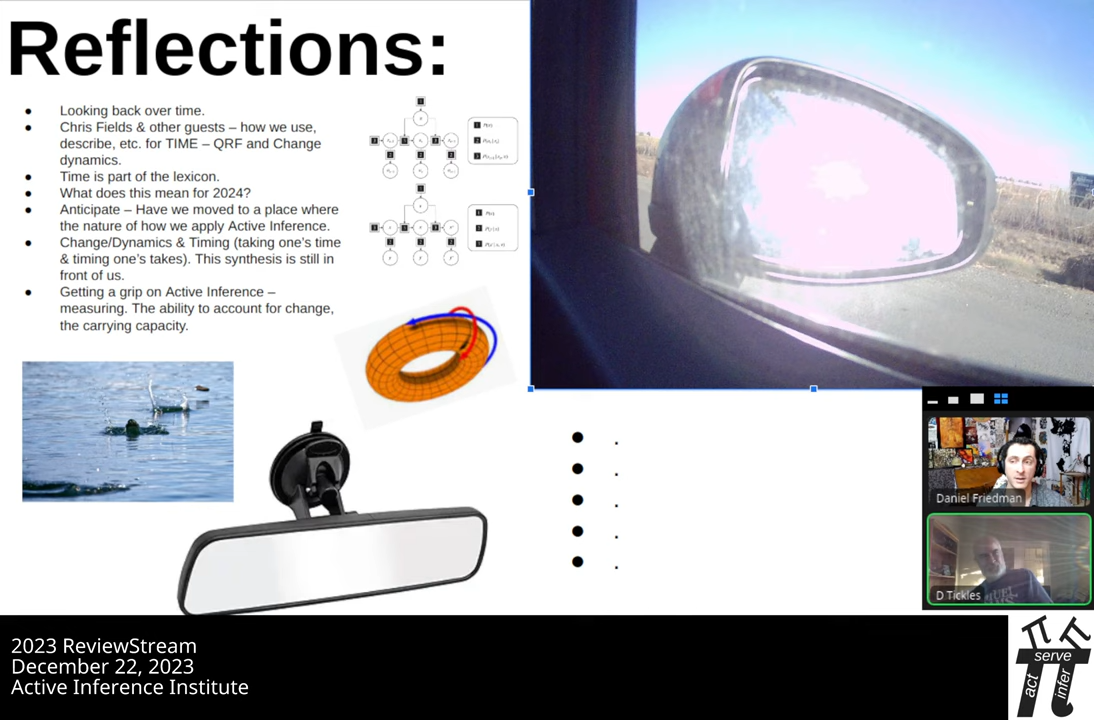 Reflections:
● Looking back over time.
● Chris Fields & other guests – how we use,
describe, etc. for TIME – QRF and Change
dynamics.
● Time is part of the lexicon.
● What does this mean for 2024?
● Anticipate – Have we moved to a place where
the nature of how we apply Active Inference.
● Change/Dynamics & Timing (taking one's time
& timing one's takes). This synthesis is still in
front of us.
● Getting a grip on Active Inference –
measuring. The ability to account for change,
the carrying capacity.
● .
● .
● .
● .
● .
Daniel Friedman
D Tickles
2023 ReviewStream
December 22, 2023
Active Inference Institute
act
serve
infer